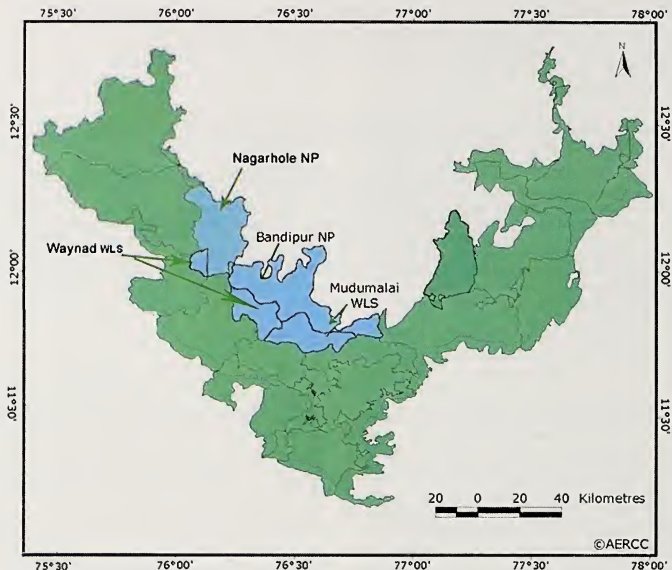 75°30' 76°00' 76°30' 77°00' 77°30' 78°00'
N
12°30' 12°30'
Nagarhole NP
Waynad WLS
Bandipur NP
12°00' 12°00'
Mudumalai
WLS
11°30' 11°30'
20 0 20 40 Kilometres
©AERCC
75°30' 76°00' 76°30' 77°00' 77°30' 78°00'